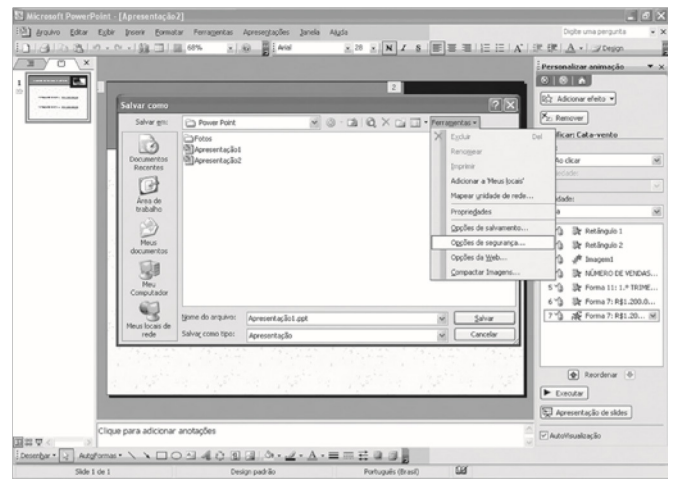 Microsoft PowerPoint - [Apresentação2]
Arquivo Editar Exibir Inserir Formatar Ferramentas Apresentações Janela Ajuda
Digite uma pergunta
68% Arial 28 N I S Design
1
2
Personalizar animação
Adicionar efeito
Remover
Modificar: Cata-vento
Ao clicar
Retângulo 1
Retângulo 2
Imagem1
NÚMERO DE VENDAS...
5 Forma 11: 1.º TRIME...
6 Forma 7: R$1.200.0...
7 Forma 7: R$1.20...
Reordenar
Executar
Apresentação de slides
AutoVisualização
Salvar como
Salvar em: Power Point
Ferramentas
Fotos
Apresentação1
Apresentação2
Documentos Recentes
Área de trabalho
Meus documentos
Meu Computador
Meus locais de rede
Excluir Del
Renomear
Imprimir
Adicionar a 'Meus locais'
Mapear unidade de rede...
Propriedades
Opções de salvamento...
Opções de segurança...
Opções da Web...
Compactar Imagens...
Nome do arquivo: Apresentação1.ppt Salvar
Salvar como tipo: Apresentação Cancelar
Clique para adicionar anotações
Desenhar AutoFormas
Slide 1 de 1 Design padrão Português (Brasil)